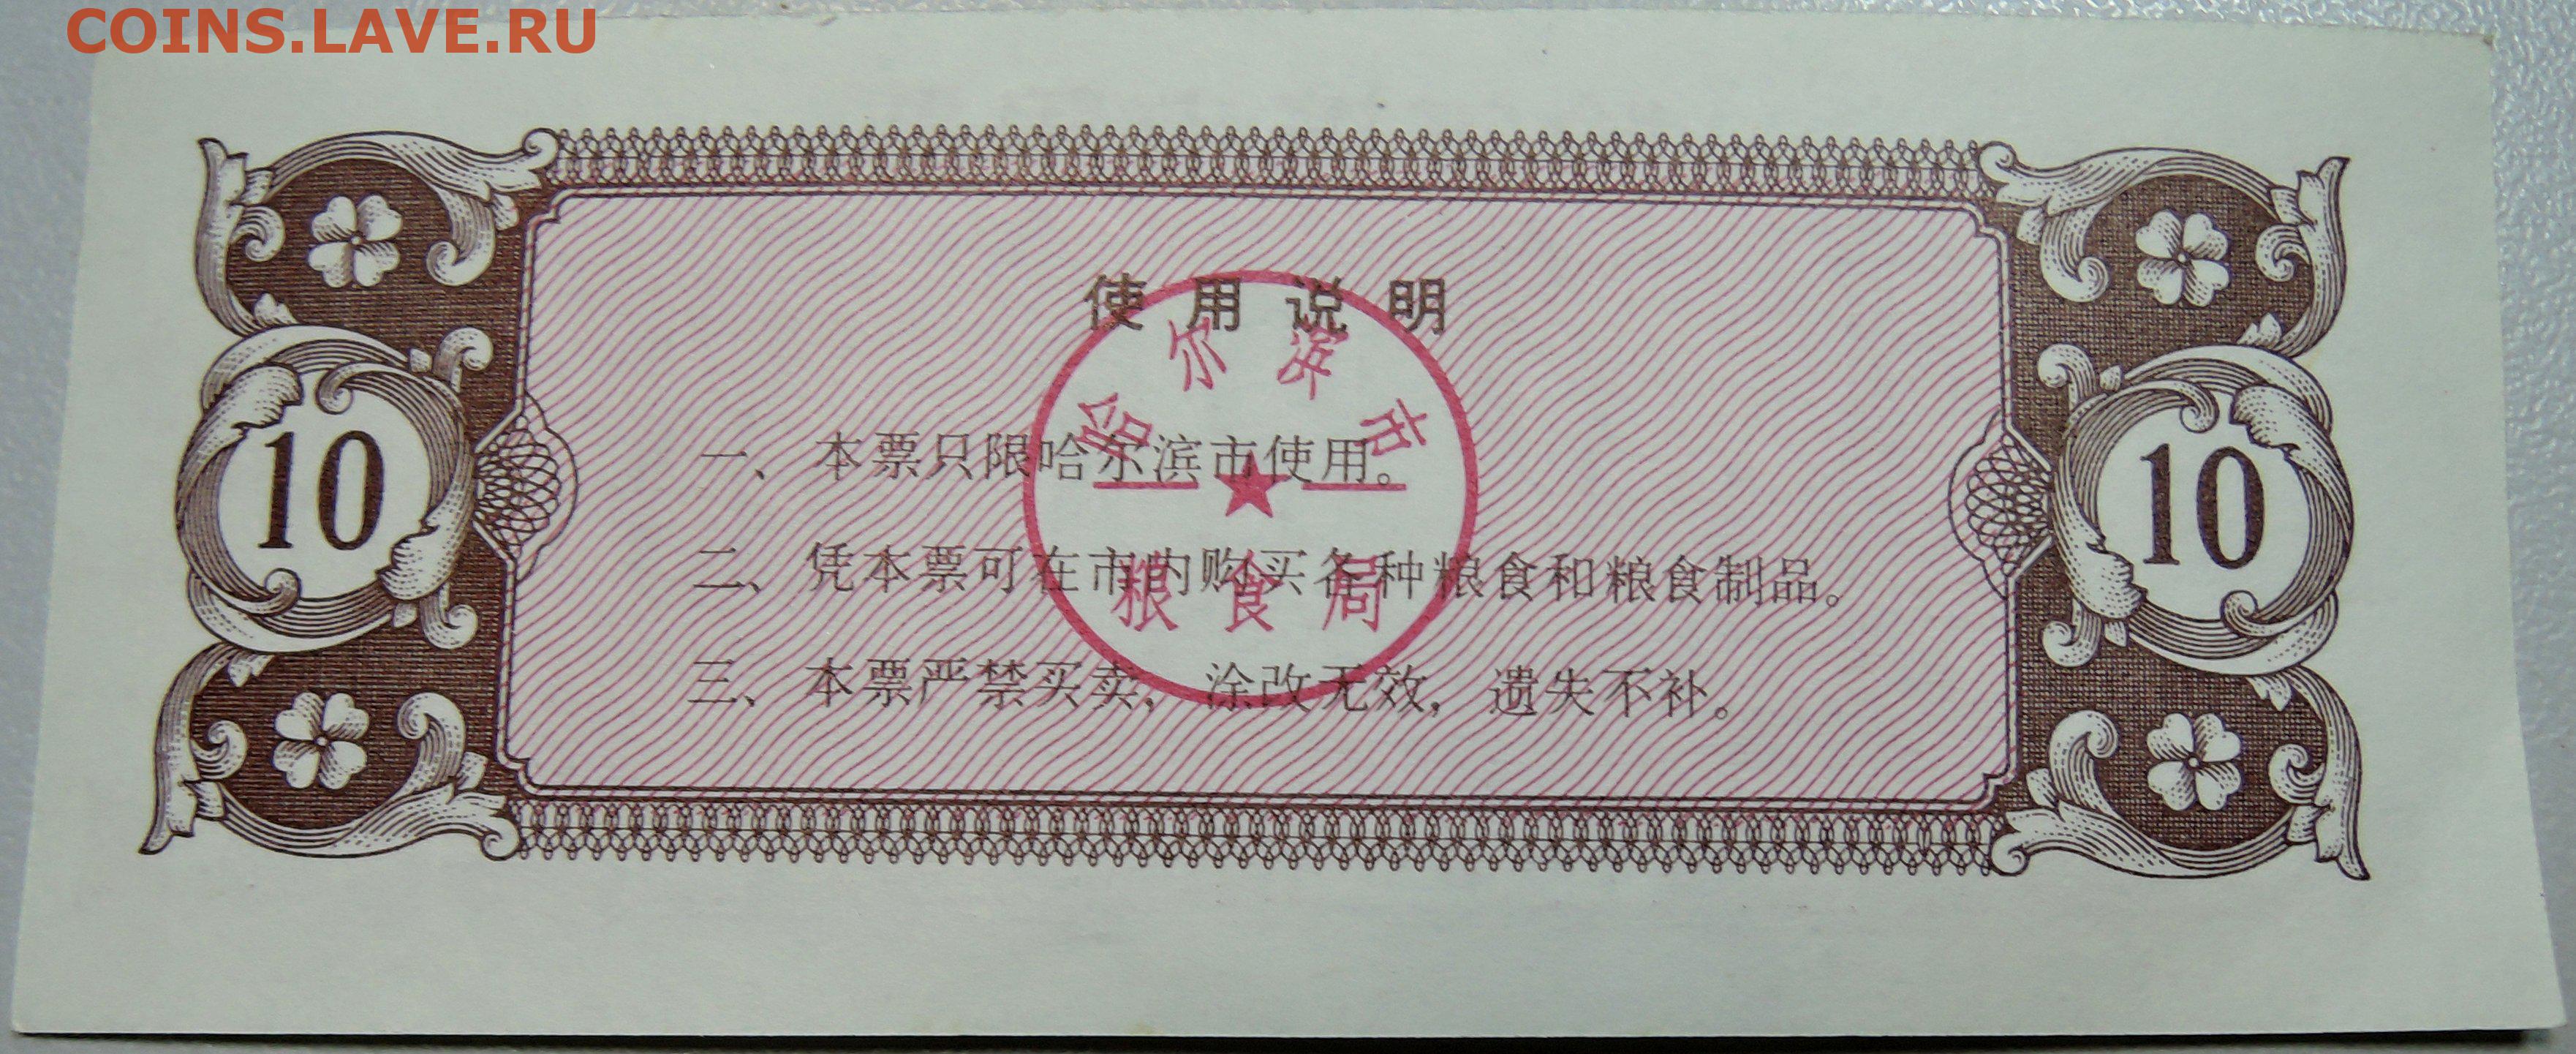 COINS.LAVE.RU
使用说明
哈尔滨市
一、本票只限哈尔滨市使用。
10
10
二、凭本票可在市内购买各种粮食和粮食制品。
粮食局
三、本票严禁买卖，涂改无效，遗失不补。